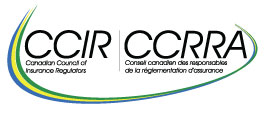 CCIR
Canadian Council of
Insurance Regulators
CCRRA
Conseil canadien des responsables
de la réglementation d'assurance